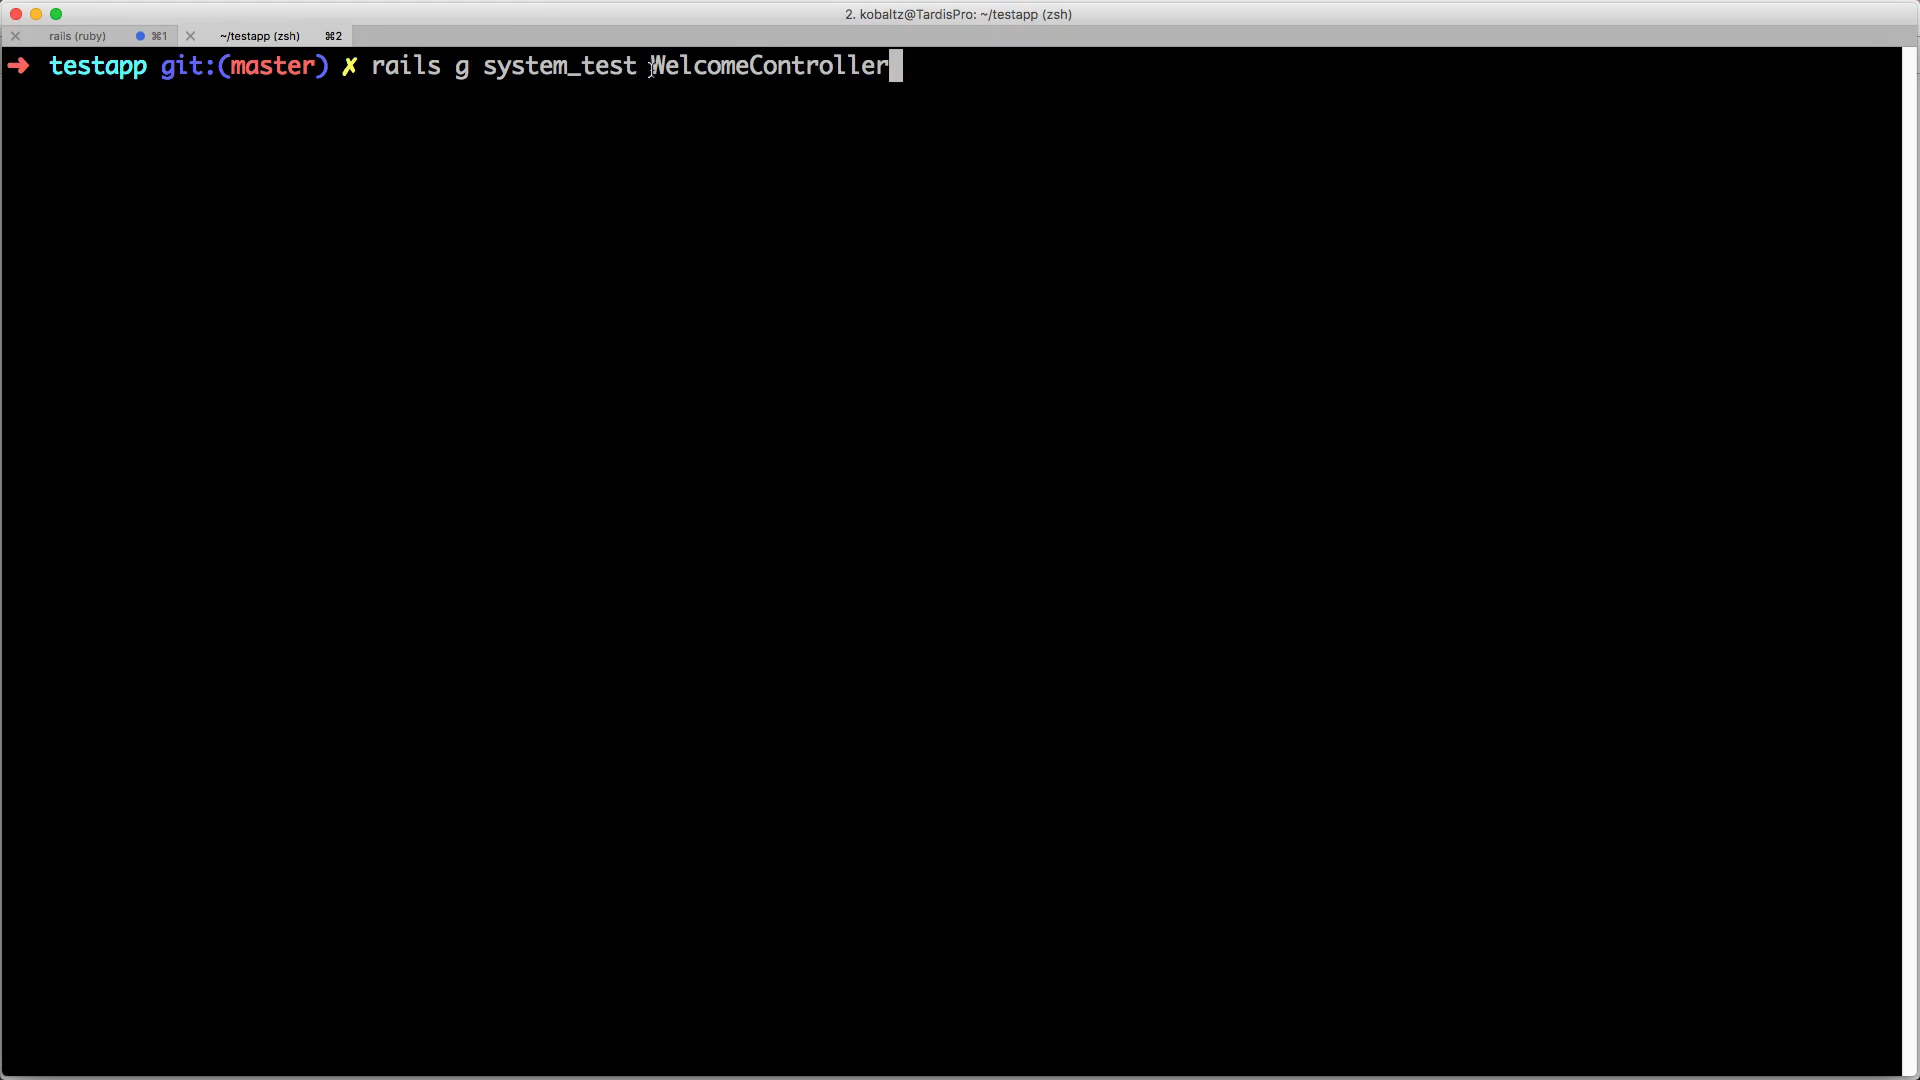 2. kobaltz@TardisPro: ~/testapp (zsh)
rails (ruby) ⌘1 ~/testapp (zsh) ⌘2
➜ testapp git:(master) ✗ rails g system_test WelcomeController